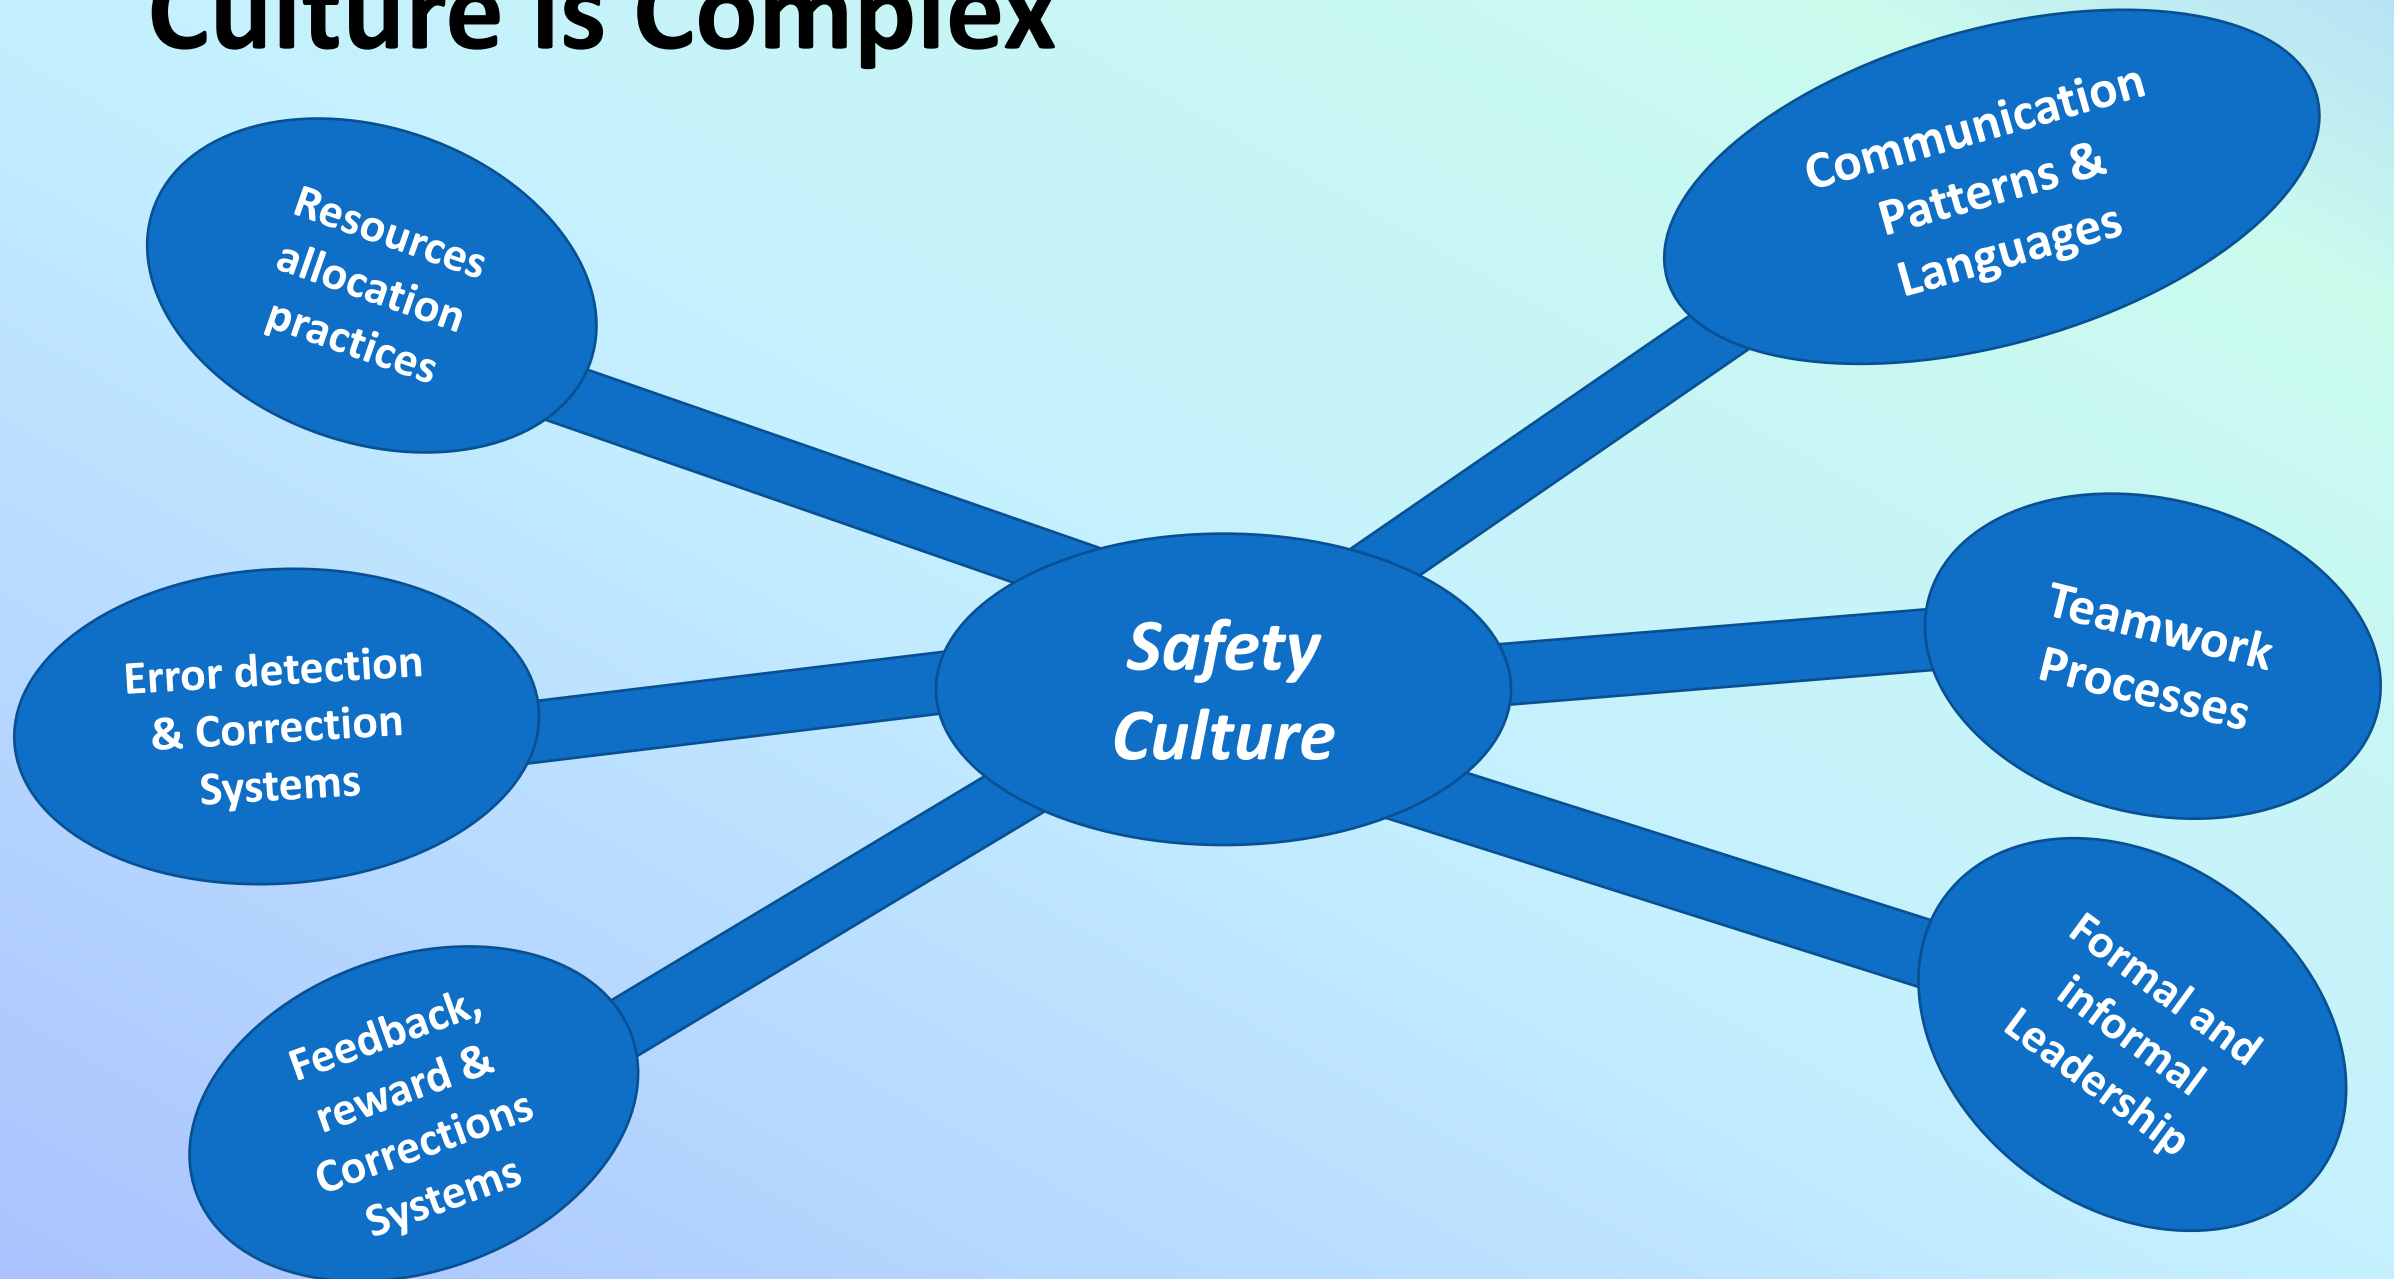 Culture is Complex
Resources
allocation
practices
Communication
Patterns &
Languages
Safety
Culture
Teamwork
Processes
Error detection
& Correction
Systems
Formal and
informal
Leadership
Feedback,
reward &
Corrections
Systems